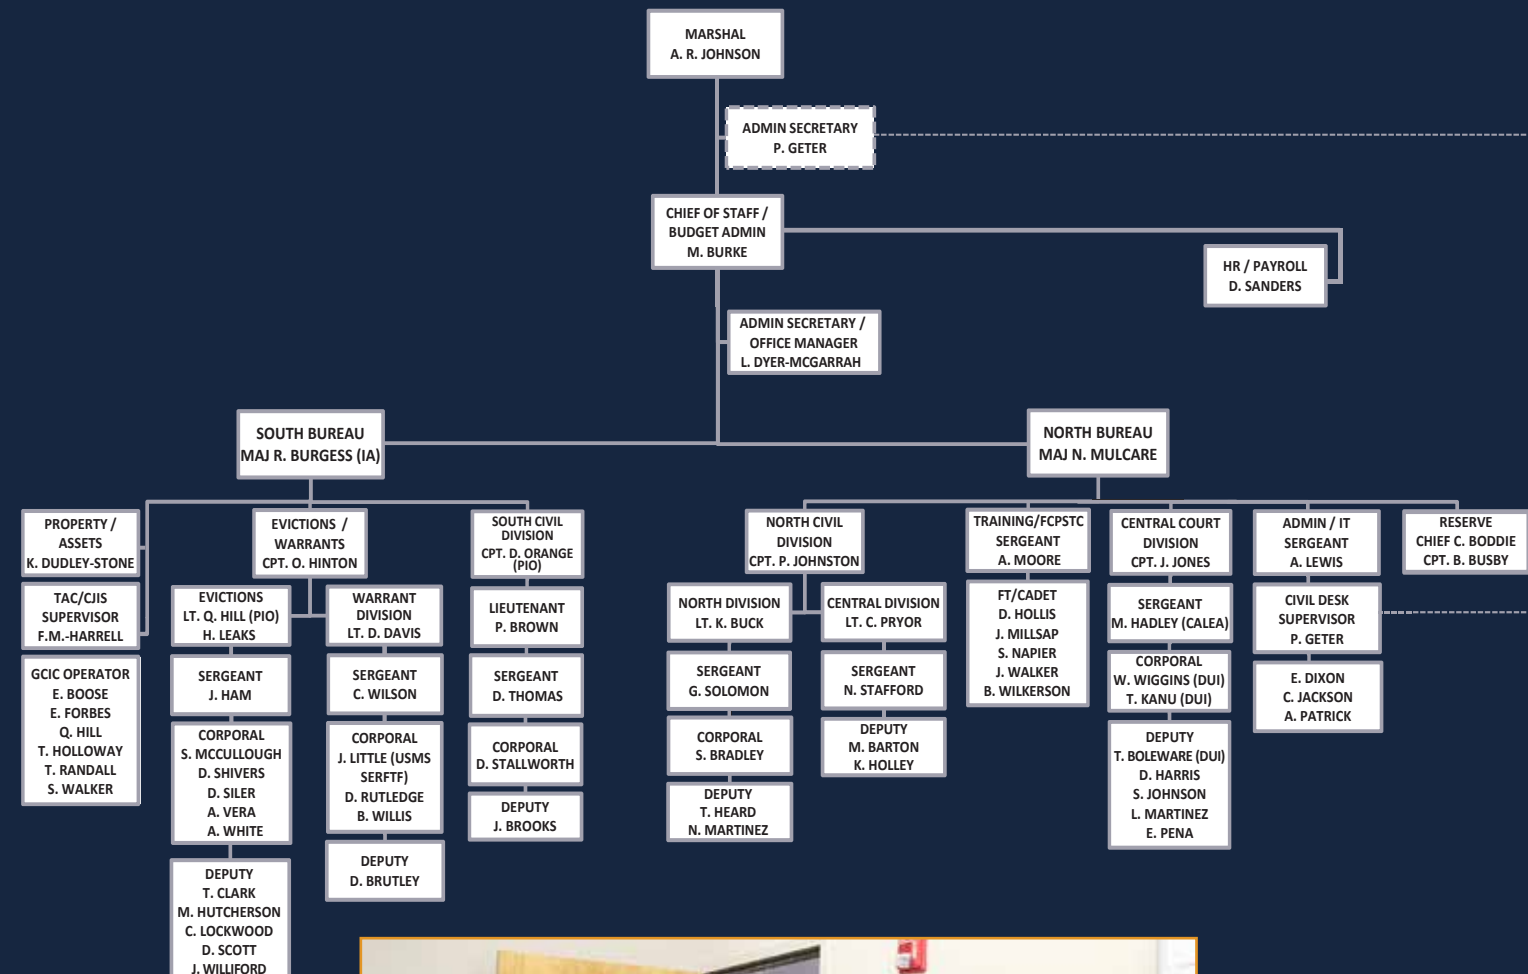 MARSHAL
A. R. JOHNSON
ADMIN SECRETARY
P. GETER
CHIEF OF STAFF /
BUDGET ADMIN
M. BURKE
HR / PAYROLL
D. SANDERS
ADMIN SECRETARY /
OFFICE MANAGER
L. DYER-MCGARRAH
SOUTH BUREAU
MAJ R. BURGESS (IA)
NORTH BUREAU
MAJ N. MULCARE
PROPERTY /
ASSETS
K. DUDLEY-STONE
TAC/CJIS
SUPERVISOR
F.M.-HARRELL
GCIC OPERATOR
E. BOOSE
E. FORBES
Q. HILL
T. HOLLOWAY
T. RANDALL
S. WALKER
EVICTIONS /
WARRANTS
CPT. O. HINTON
EVICTIONS
LT. Q. HILL (PIO)
H. LEAKS
SERGEANT
J. HAM
CORPORAL
S. MCCULLOUGH
D. SHIVERS
D. SILER
A. VERA
A. WHITE
DEPUTY
T. CLARK
M. HUTCHERSON
C. LOCKWOOD
D. SCOTT
J. WILLIFORD
WARRANT
DIVISION
LT. D. DAVIS
SERGEANT
C. WILSON
CORPORAL
J. LITTLE (USMS
SERFTF)
D. RUTLEDGE
B. WILLIS
DEPUTY
D. BRUTLEY
SOUTH CIVIL
DIVISION
CPT. D. ORANGE
(PIO)
LIEUTENANT
P. BROWN
SERGEANT
D. THOMAS
CORPORAL
D. STALLWORTH
DEPUTY
J. BROOKS
NORTH CIVIL
DIVISION
CPT. P. JOHNSTON
NORTH DIVISION
LT. K. BUCK
SERGEANT
G. SOLOMON
CORPORAL
S. BRADLEY
DEPUTY
T. HEARD
N. MARTINEZ
CENTRAL DIVISION
LT. C. PRYOR
SERGEANT
N. STAFFORD
DEPUTY
M. BARTON
K. HOLLEY
TRAINING/FCPSTC
SERGEANT
A. MOORE
FT/CADET
D. HOLLIS
J. MILLSAP
S. NAPIER
J. WALKER
B. WILKERSON
CENTRAL COURT
DIVISION
CPT. J. JONES
SERGEANT
M. HADLEY (CALEA)
CORPORAL
W. WIGGINS (DUI)
T. KANU (DUI)
DEPUTY
T. BOLEWARE (DUI)
D. HARRIS
S. JOHNSON
L. MARTINEZ
E. PENA
ADMIN / IT
SERGEANT
A. LEWIS
CIVIL DESK
SUPERVISOR
P. GETER
E. DIXON
C. JACKSON
A. PATRICK
RESERVE
CHIEF C. BODDIE
CPT. B. BUSBY